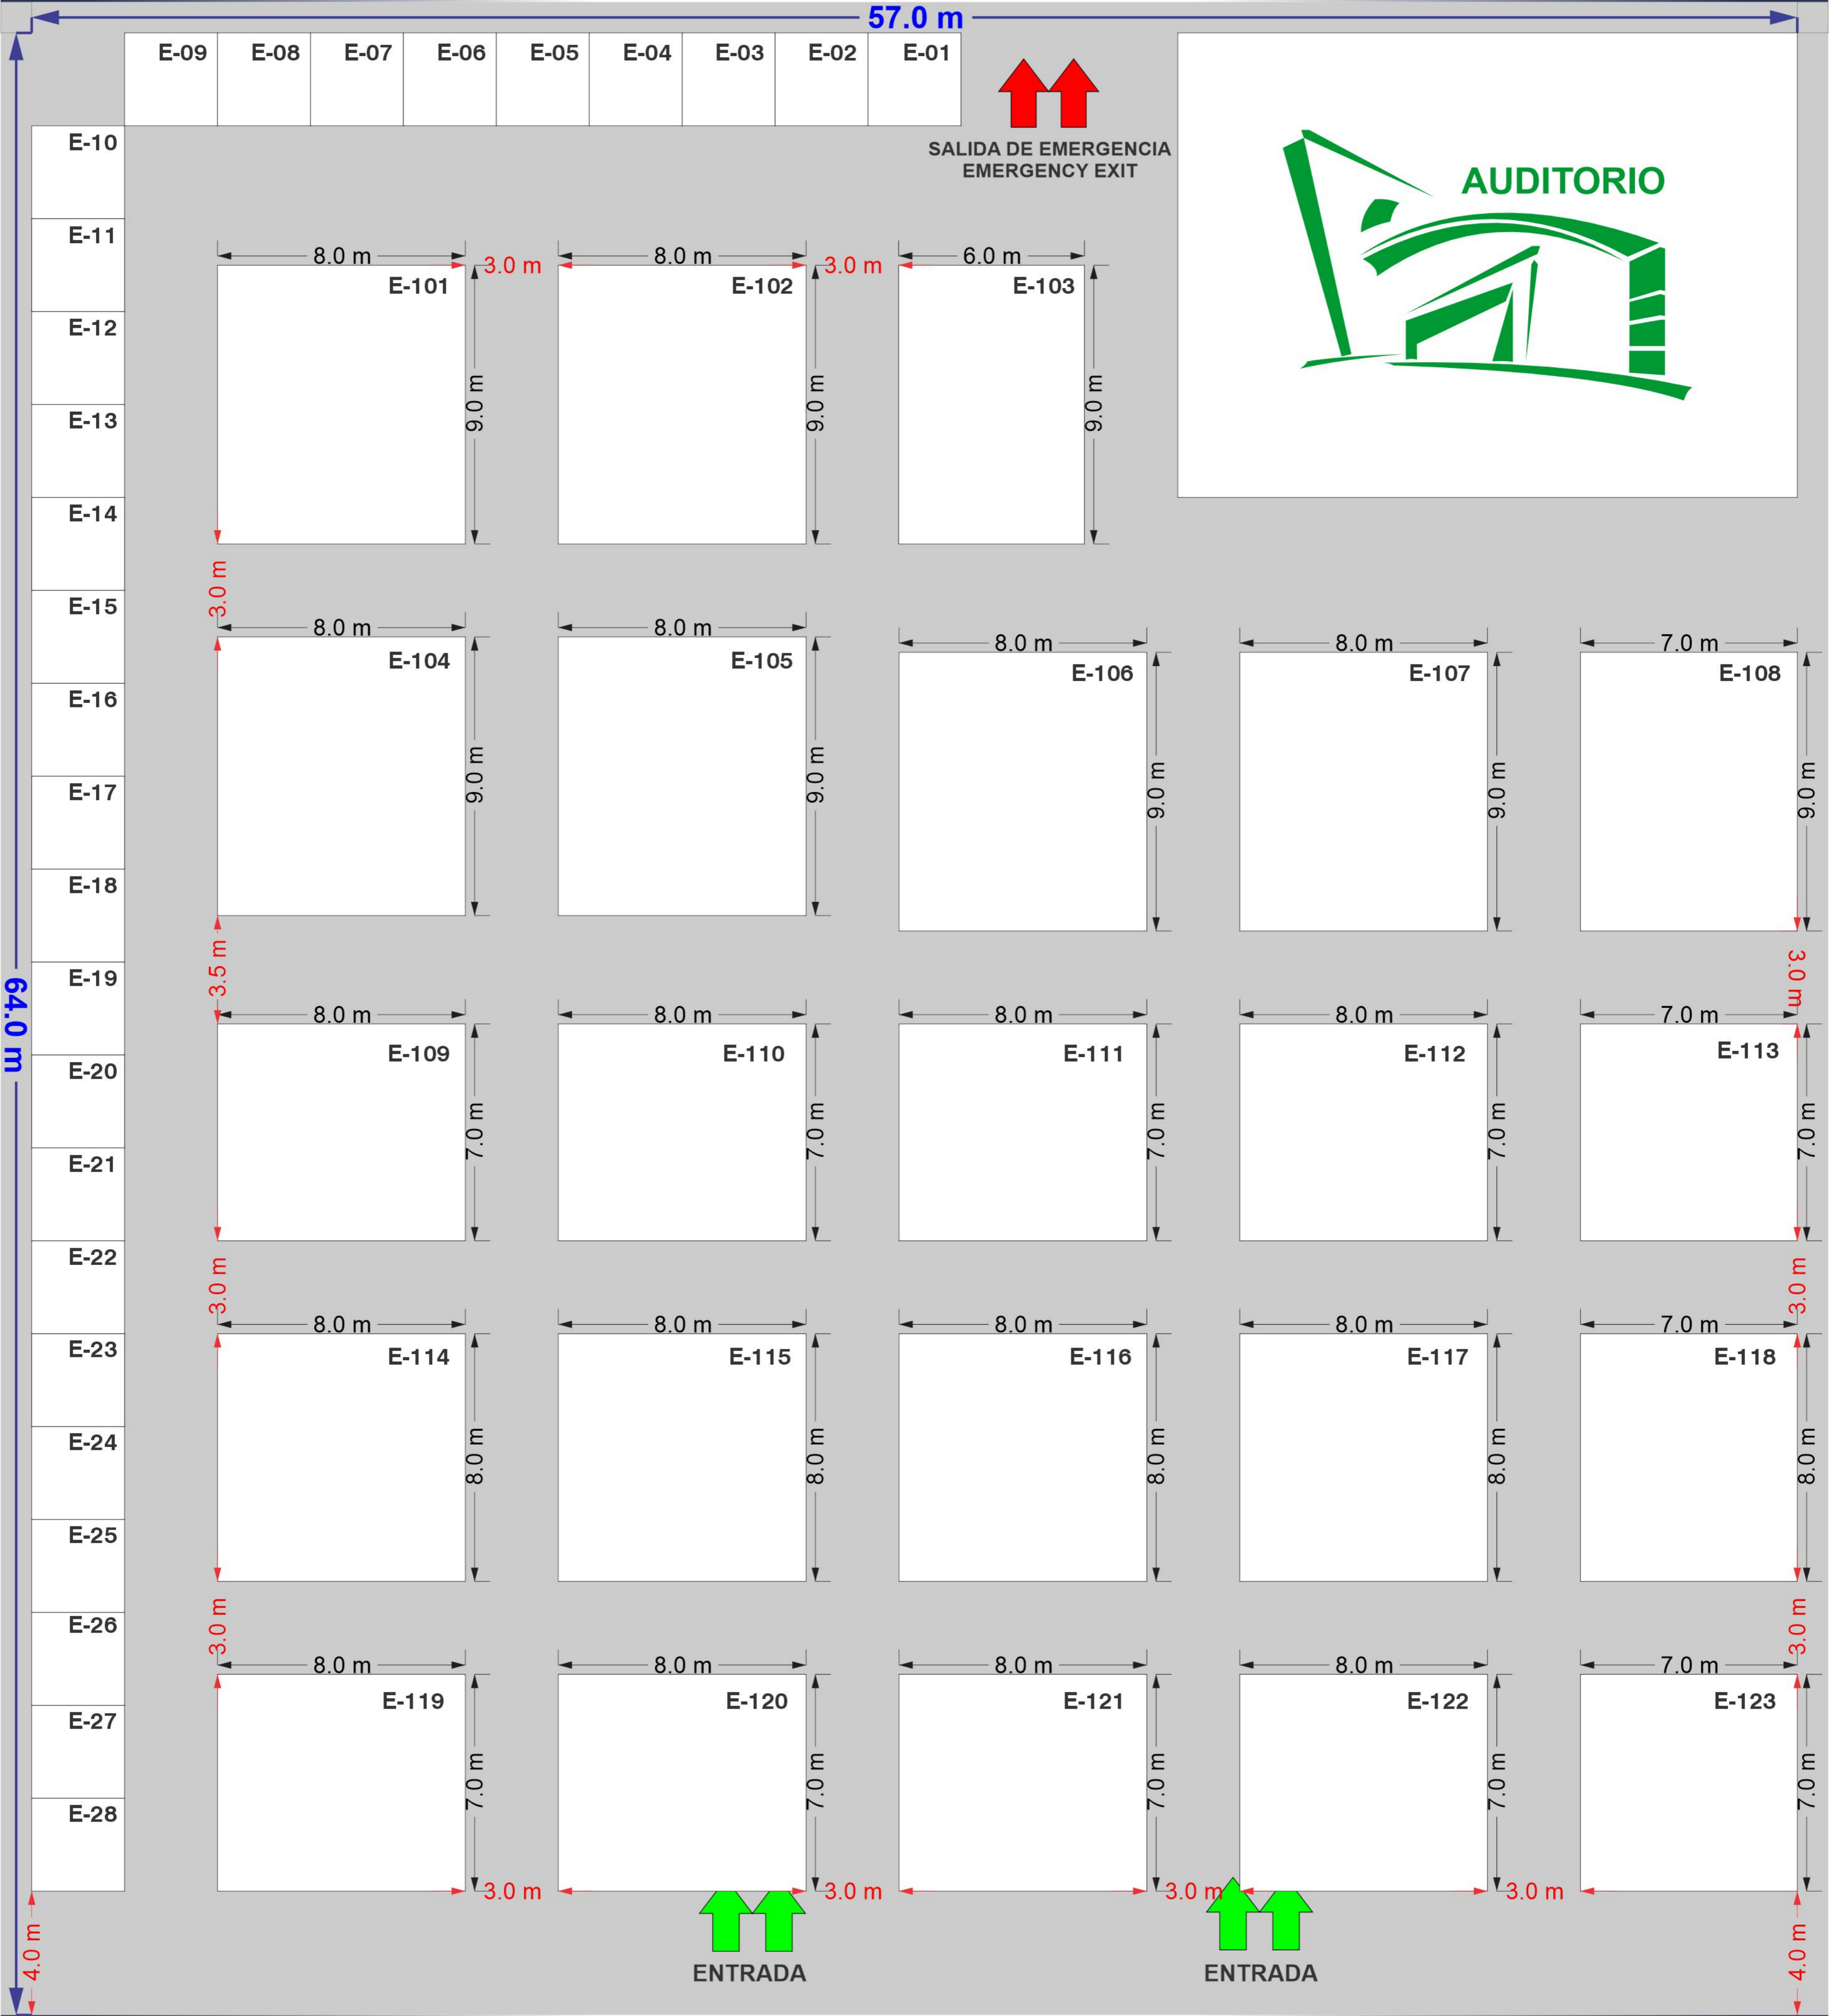 57.0 m
E-09 E-08 E-07 E-06 E-05 E-04 E-03 E-02 E-01
SALIDA DE EMERGENCIA
EMERGENCY EXIT
AUDITORIO
E-10
E-11
E-12
E-13
E-14
E-15
E-16
E-17
E-18
E-19
E-20
E-21
E-22
E-23
E-24
E-25
E-26
E-27
E-28
64.0 m
8.0 m 3.0 m 8.0 m 3.0 m 6.0 m
E-101 E-102 E-103
9.0 m 9.0 m 9.0 m
3.0 m
8.0 m 8.0 m 8.0 m 8.0 m 7.0 m
E-104 E-105 E-106 E-107 E-108
9.0 m 9.0 m 9.0 m 9.0 m 9.0 m
3.5 m 3.0 m
8.0 m 8.0 m 8.0 m 8.0 m 7.0 m
E-109 E-110 E-111 E-112 E-113
7.0 m 7.0 m 7.0 m 7.0 m 7.0 m
3.0 m 3.0 m
8.0 m 8.0 m 8.0 m 8.0 m 7.0 m
E-114 E-115 E-116 E-117 E-118
8.0 m 8.0 m 8.0 m 8.0 m 8.0 m
3.0 m 3.0 m
8.0 m 8.0 m 8.0 m 8.0 m 7.0 m
E-119 E-120 E-121 E-122 E-123
7.0 m 7.0 m 7.0 m 7.0 m 7.0 m
3.0 m 3.0 m 3.0 m 3.0 m
4.0 m 4.0 m
ENTRADA ENTRADA